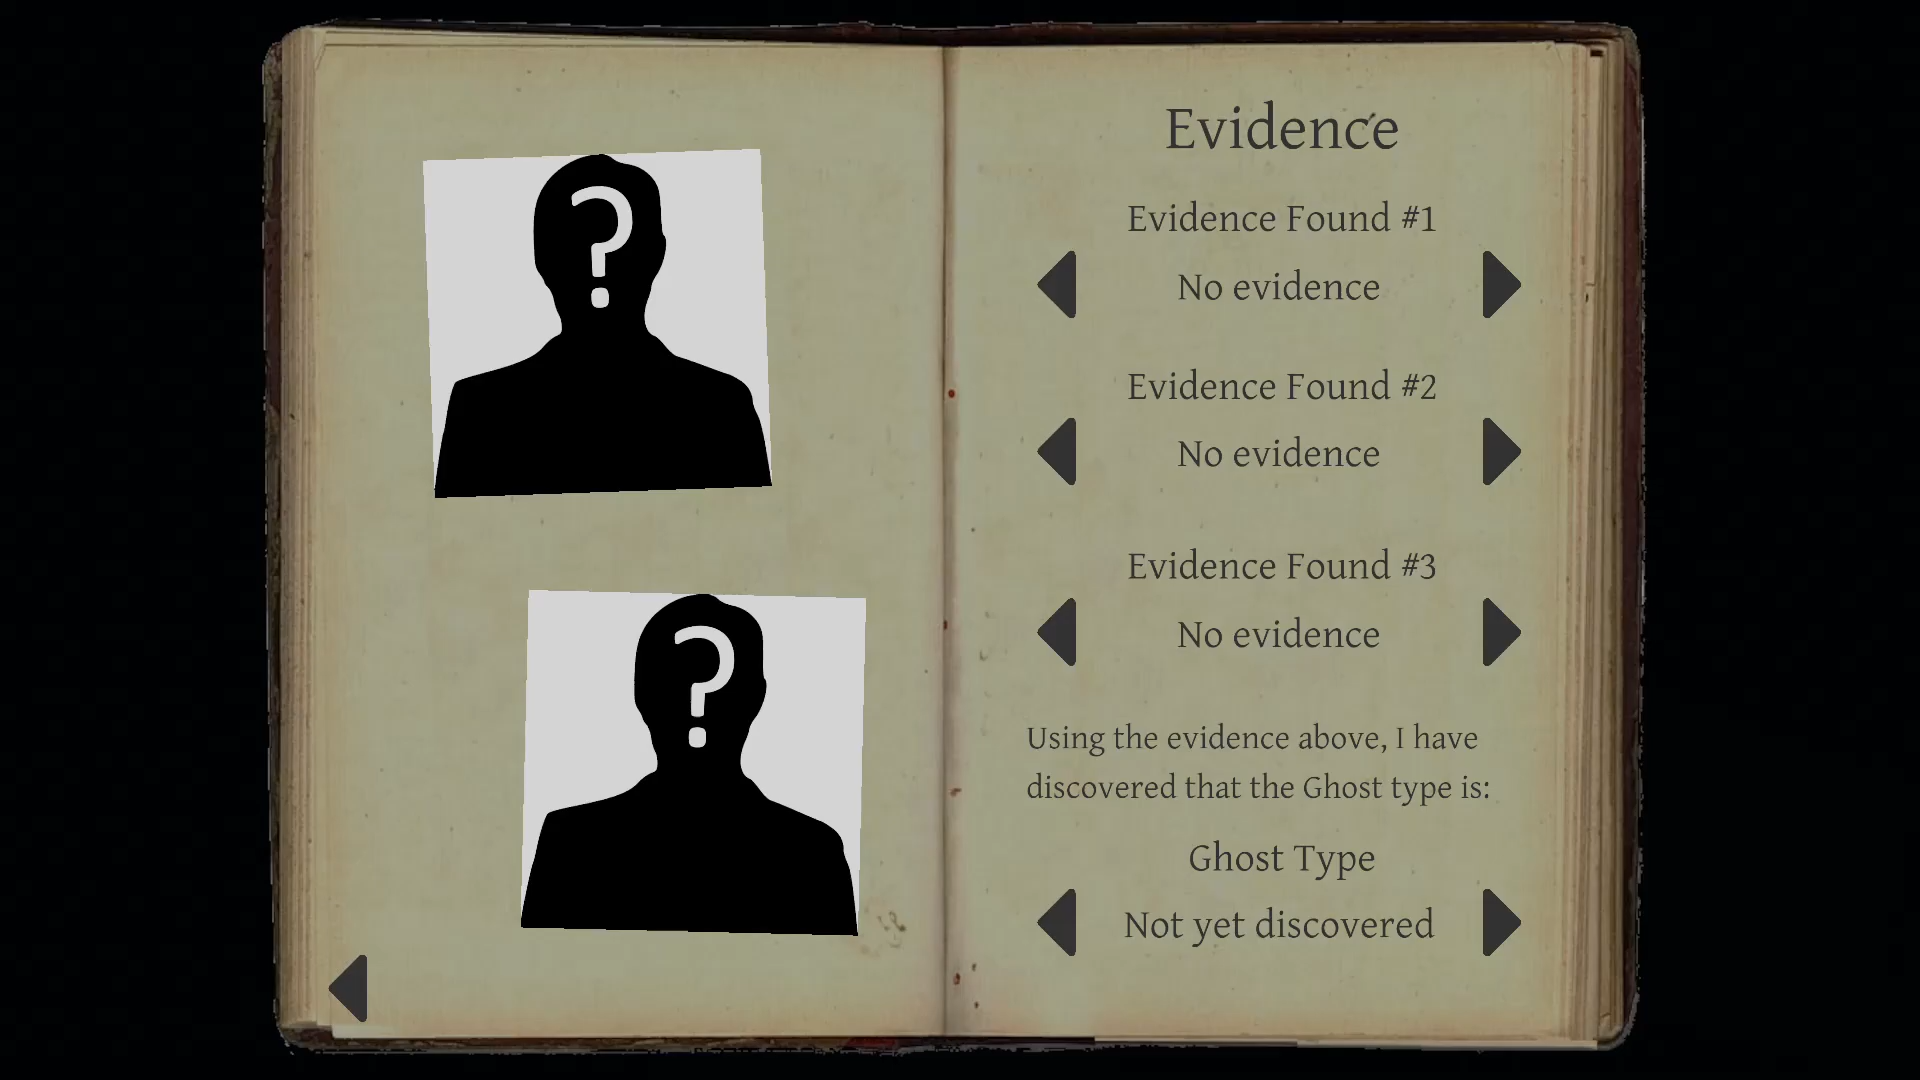 ?
?
Evidence
Evidence Found #1
No evidence
Evidence Found #2
No evidence
Evidence Found #3
No evidence
Using the evidence above, I have
discovered that the Ghost type is:
Ghost Type
Not yet discovered